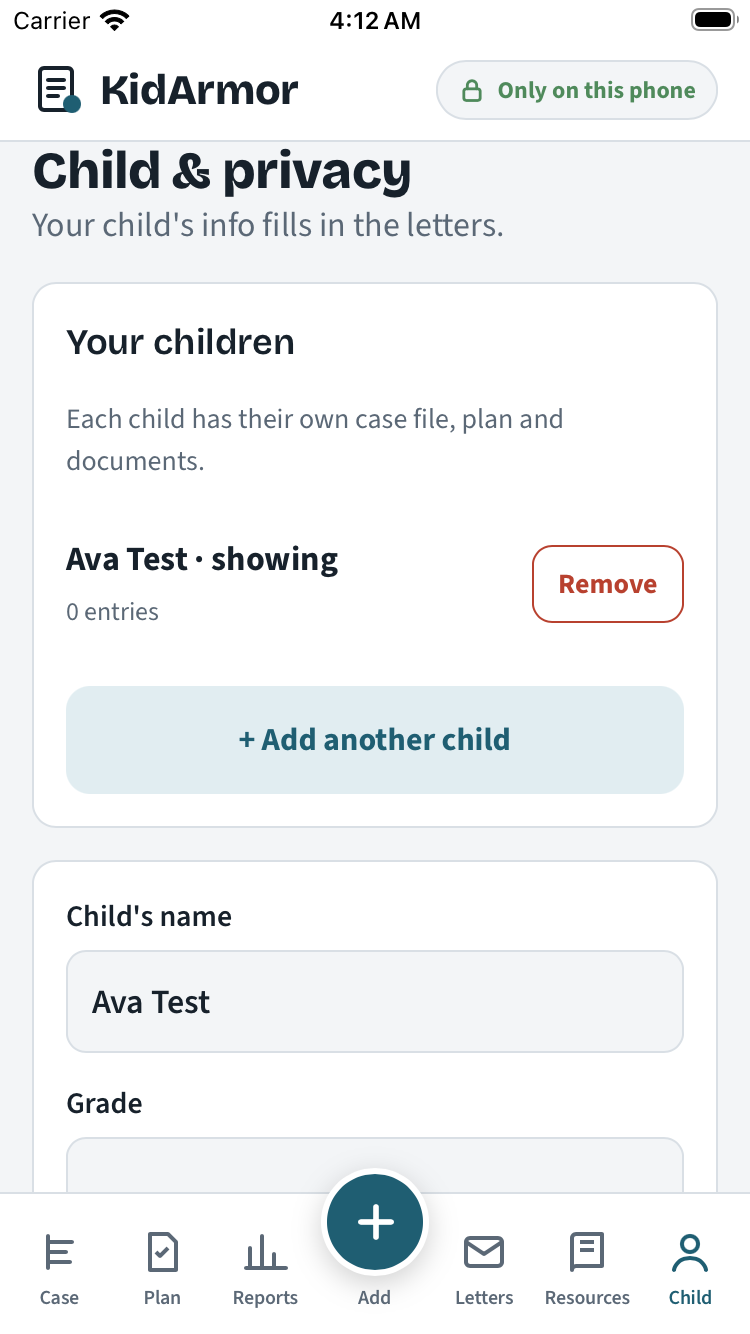 Carrier 4:12 AM
KidArmor
Only on this phone
Child & privacy
Your child's info fills in the letters.
Your children
Each child has their own case file, plan and
documents.
Ava Test · showing
0 entries
Remove
+ Add another child
Child's name
Ava Test
Grade
Case
Plan
Reports
Add
Letters
Resources
Child